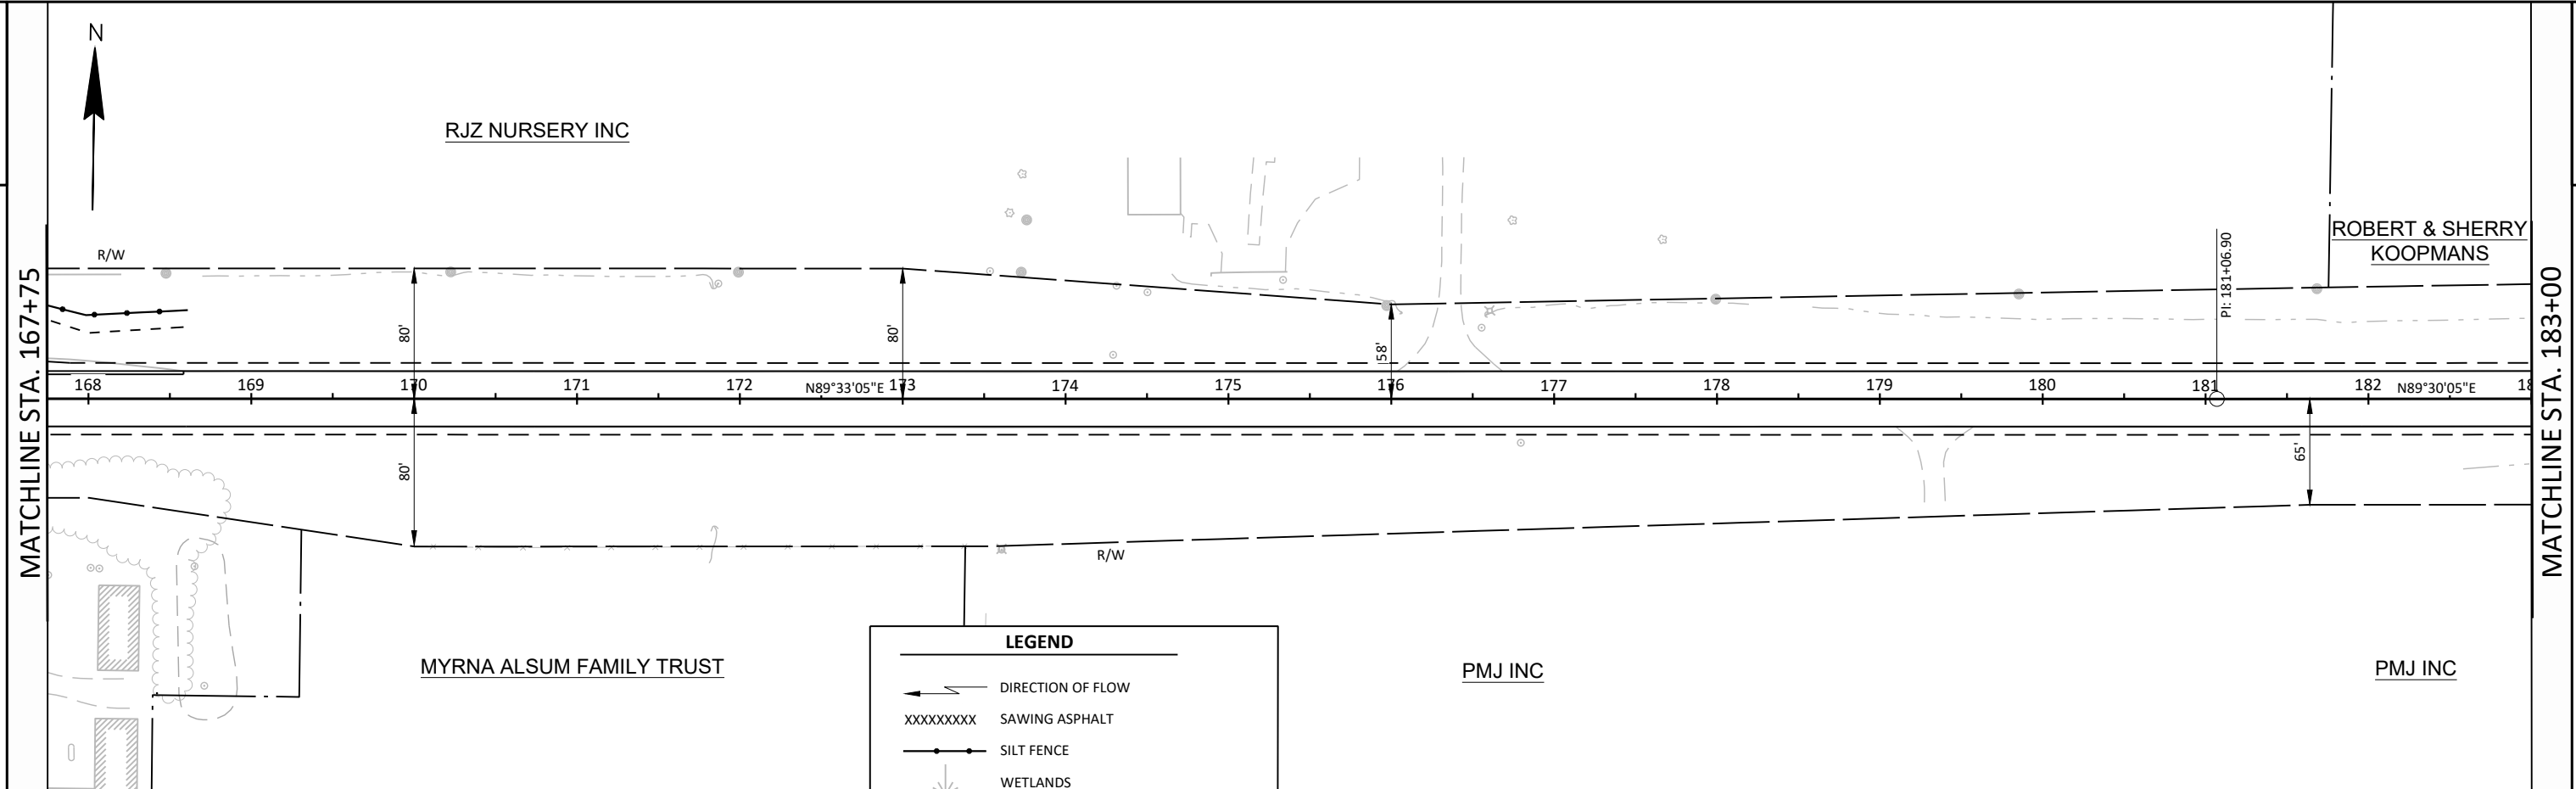 N
RJZ NURSERY INC
ROBERT & SHERRY
KOOPMANS
R/W
PI: 181+06.90
MATCHLINE STA. 167+75
80'
80'
58'
168 169 170 171 172 N89°33'05"E 173 174 175 176 177 178 179 180 181 182 N89°30'05"E 18
80'
65'
MATCHLINE STA. 183+00
R/W
MYRNA ALSUM FAMILY TRUST
PMJ INC
PMJ INC
LEGEND
DIRECTION OF FLOW
XXXXXXXXX SAWING ASPHALT
SILT FENCE
WETLANDS